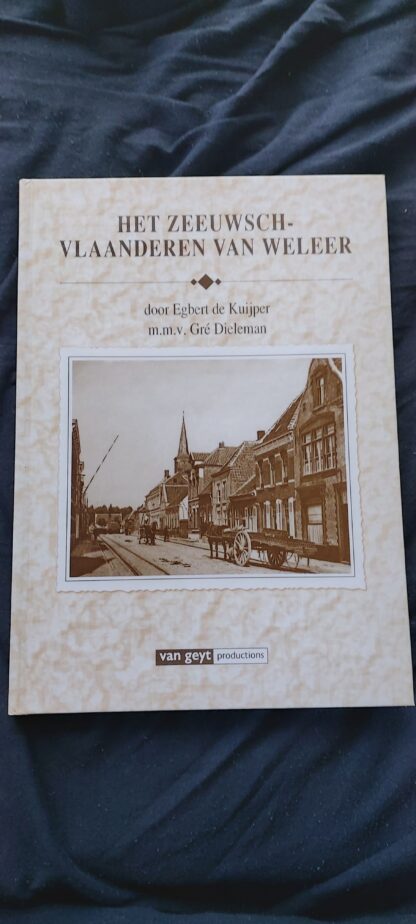 HET ZEEUWSCH-
VLAANDEREN VAN WELEER
door Egbert de Kuijper
m.m.v. Gré Dieleman
van geyt productions